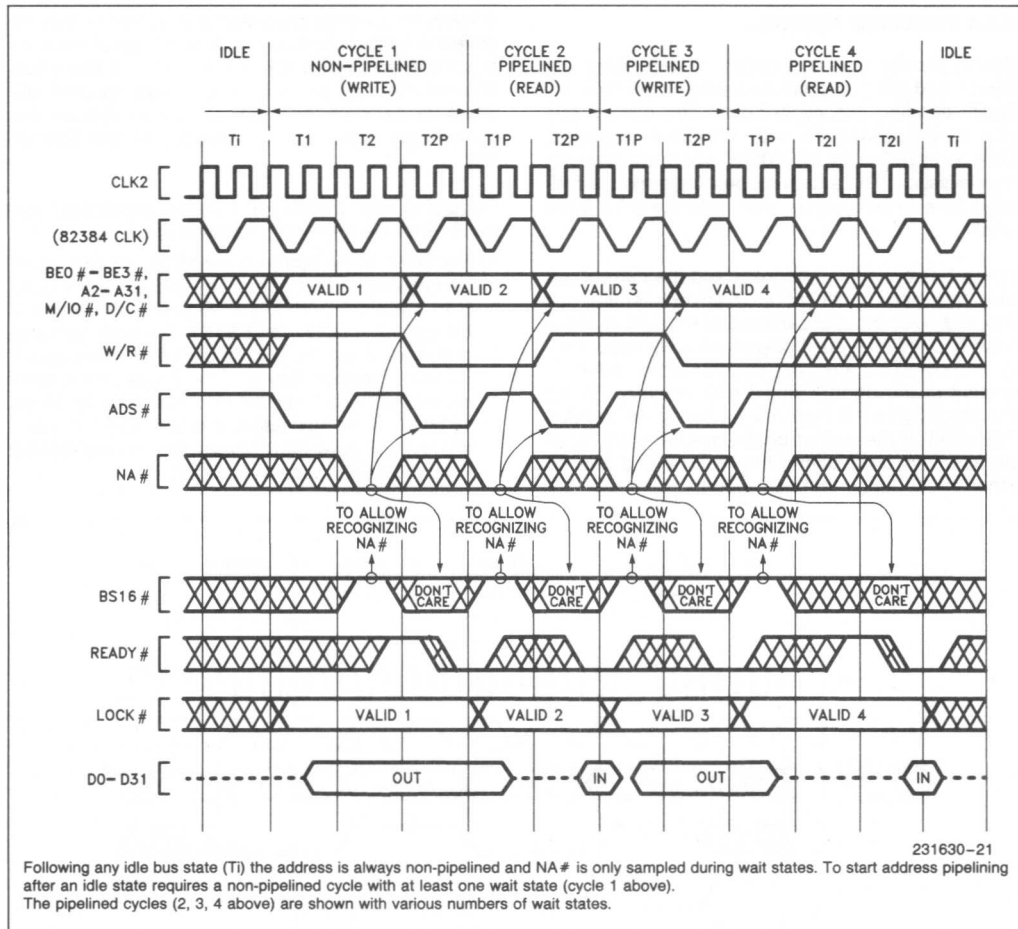 IDLE
CYCLE 1
NON-PIPELINED
(WRITE)
CYCLE 2
PIPELINED
(READ)
CYCLE 3
PIPELINED
(WRITE)
CYCLE 4
PIPELINED
(READ)
IDLE
Ti T1 T2 T2P T1P T2P T1P T2P T1P T2I T2I Ti
CLK2
(82384 CLK)
BE0 # - BE3 #,
A2- A31,
M/IO #, D/C #
VALID 1 VALID 2 VALID 3 VALID 4
W/R #
ADS #
NA #
TO ALLOW
RECOGNIZING
NA #
TO ALLOW
RECOGNIZING
NA #
TO ALLOW
RECOGNIZING
NA #
TO ALLOW
RECOGNIZING
NA #
BS16 #
DON'T
CARE
DON'T
CARE
DON'T
CARE
DON'T
CARE
READY #
LOCK #
VALID 1 VALID 2 VALID 3 VALID 4
D0- D31
OUT IN OUT IN
231630-21
Following any idle bus state (Ti) the address is always non-pipelined and NA# is only sampled during wait states. To start address pipelining
after an idle state requires a non-pipelined cycle with at least one wait state (cycle 1 above).
The pipelined cycles (2, 3, 4 above) are shown with various numbers of wait states.